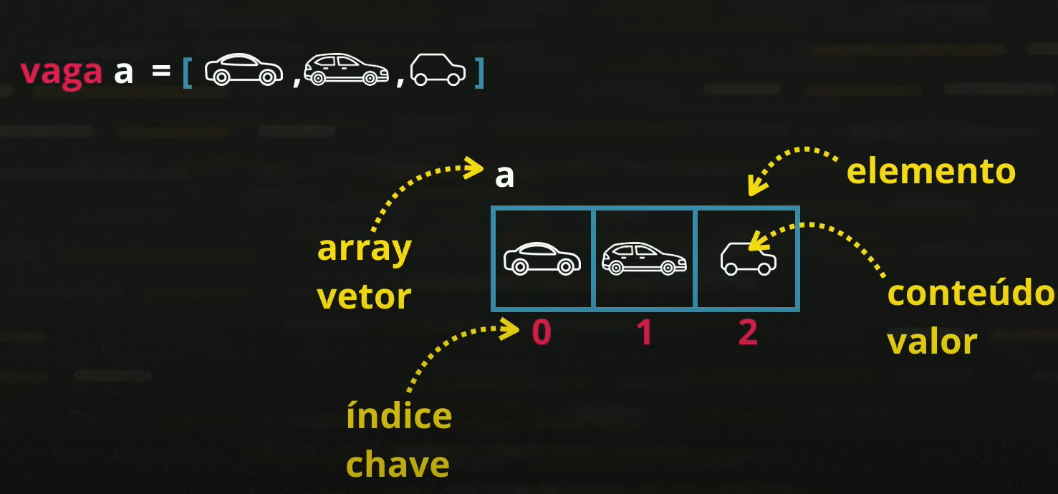 vaga a = [ , , ]
a
elemento
array
vetor
conteúdo
valor
0 1 2
índice
chave